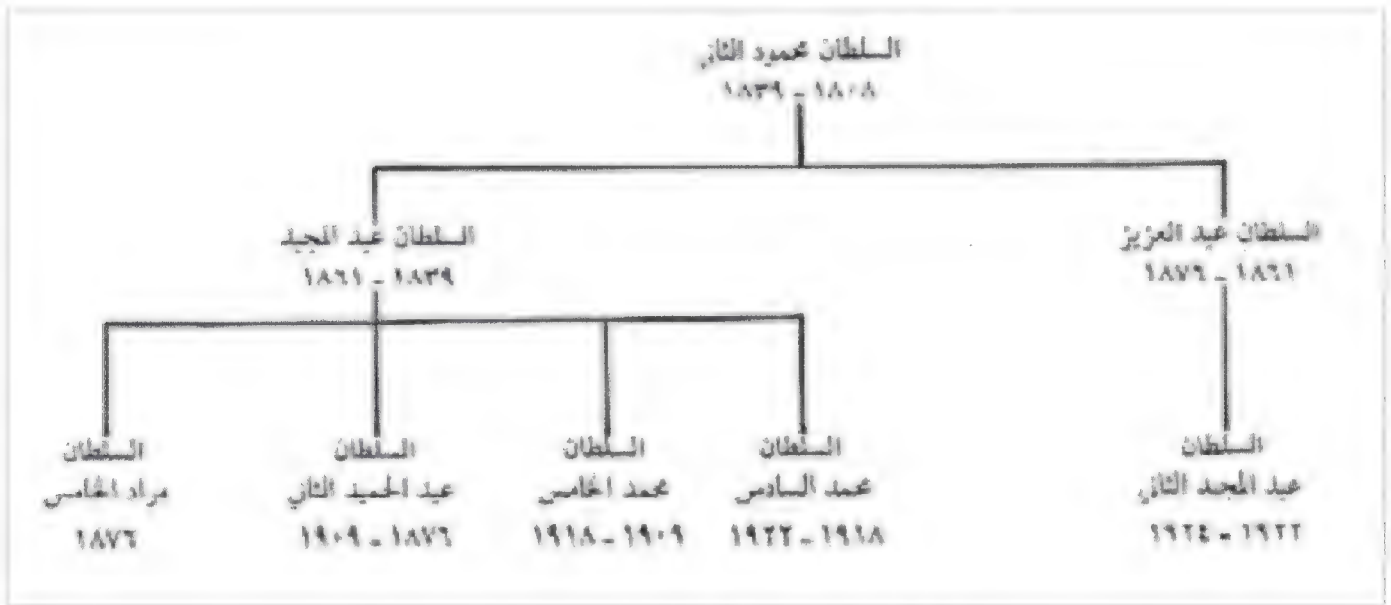 السلطان محمود الثاني
١٨٠٨ - ١٨٣٩
السلطان عبد العزيز
١٨٦١ - ١٨٧٦
السلطان عبد المجيد
١٨٣٩ - ١٨٦١
السلطان
عبد المجيد الثاني
١٩٢٢ - ١٩٢٤
السلطان
محمد السادس
١٩١٨ - ١٩٢٢
السلطان
محمد الخامس
١٩٠٩ - ١٩١٨
السلطان
عبد الحميد الثاني
١٨٧٦ - ١٩٠٩
السلطان
مراد الخامس
١٨٧٦